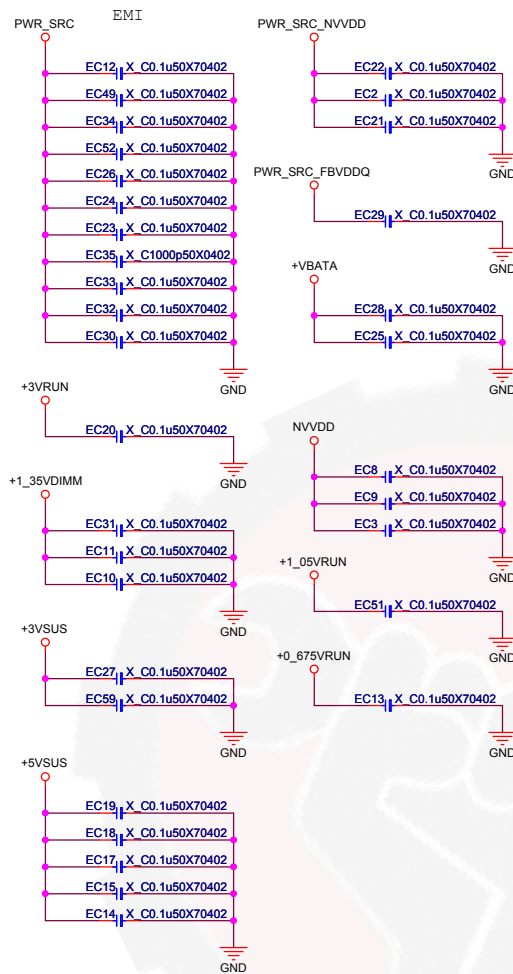 EMI
PWR_SRC
EC12 X_C0.1u50X70402
EC49 X_C0.1u50X70402
EC34 X_C0.1u50X70402
EC52 X_C0.1u50X70402
EC26 X_C0.1u50X70402
EC24 X_C0.1u50X70402
EC23 X_C0.1u50X70402
EC35 X_C1000p50X0402
EC33 X_C0.1u50X70402
EC32 X_C0.1u50X70402
EC30 X_C0.1u50X70402
GND
+3VRUN
EC20 X_C0.1u50X70402
GND
+1_35VDIMM
EC31 X_C0.1u50X70402
EC11 X_C0.1u50X70402
EC10 X_C0.1u50X70402
GND
+3VSUS
EC27 X_C0.1u50X70402
EC59 X_C0.1u50X70402
GND
+5VSUS
EC19 X_C0.1u50X70402
EC18 X_C0.1u50X70402
EC17 X_C0.1u50X70402
EC15 X_C0.1u50X70402
EC14 X_C0.1u50X70402
GND
PWR_SRC_NVVDD
EC22 X_C0.1u50X70402
EC2 X_C0.1u50X70402
EC21 X_C0.1u50X70402
GND
PWR_SRC_FBVDDQ
EC29 X_C0.1u50X70402
GND
+VBATA
EC28 X_C0.1u50X70402
EC25 X_C0.1u50X70402
GND
NVVDD
EC8 X_C0.1u50X70402
EC9 X_C0.1u50X70402
EC3 X_C0.1u50X70402
GND
+1_05VRUN
EC51 X_C0.1u50X70402
GND
+0_675VRUN
EC13 X_C0.1u50X70402
GND